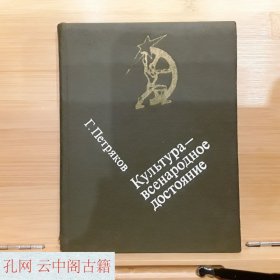 Г. Петряков
Культура—
всенародное
достояние
孔网 云中阁古籍